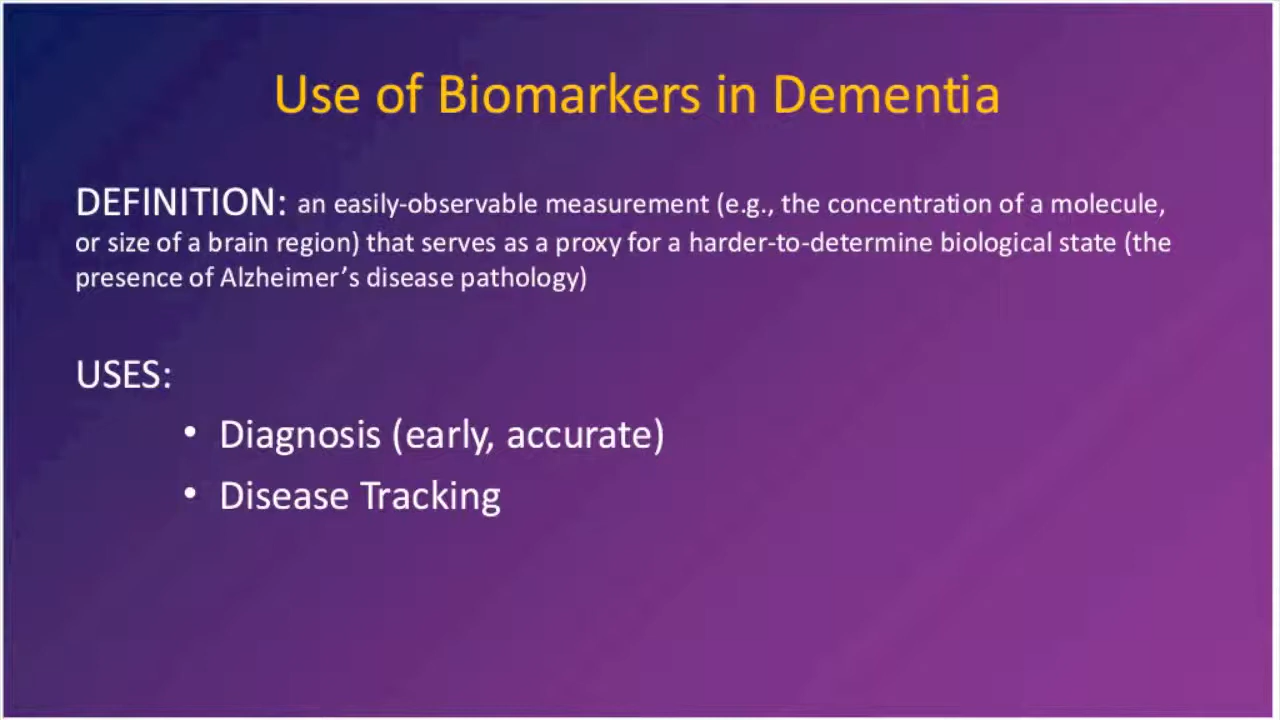 Use of Biomarkers in Dementia
DEFINITION: an easily-observable measurement (e.g., the concentration of a molecule,
or size of a brain region) that serves as a proxy for a harder-to-determine biological state (the
presence of Alzheimer’s disease pathology)
USES:
• Diagnosis (early, accurate)
• Disease Tracking